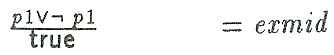 p1∨¬ p1
true = exmid